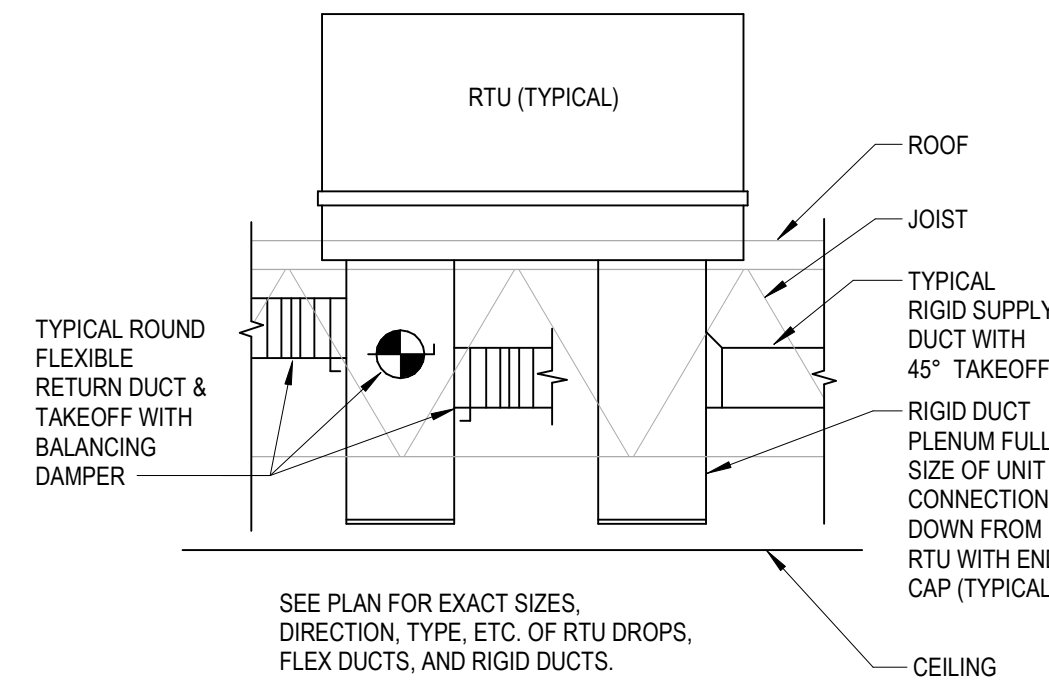 RTU (TYPICAL)
ROOF
JOIST
TYPICAL
RIGID SUPPLY
DUCT WITH
45° TAKEOFF
TYPICAL ROUND
FLEXIBLE
RETURN DUCT &
TAKEOFF WITH
BALANCING
DAMPER
RIGID DUCT
PLENUM FULL
SIZE OF UNIT
CONNECTION
DOWN FROM
RTU WITH END
CAP (TYPICAL
SEE PLAN FOR EXACT SIZES,
DIRECTION, TYPE, ETC. OF RTU DROPS,
FLEX DUCTS, AND RIGID DUCTS.
CEILING